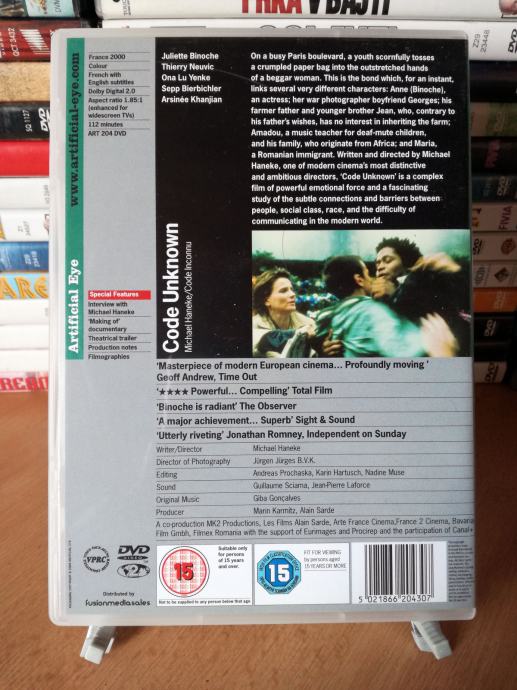 PRKA V BAJTI
Z29
23448
www.artificial-eye.com
Artificial Eye
France 2000
Colour
French with
English subtitles
Dolby Digital 2.0
Aspect ratio 1.85:1
(enhanced for
widescreen TVs)
112 minutes
ART 204 DVD
Special Features
Interview with
Michael Haneke
'Making of'
documentary
Theatrical trailer
Production notes
Filmographies
Juliette Binoche
Thierry Neuvic
Ona Lu Yenke
Sepp Bierbichler
Arsinée Khanjian
Code Unknown
Michael Haneke/Code Inconnu
On a busy Paris boulevard, a youth scornfully tosses
a crumpled paper bag into the outstretched hands
of a beggar woman. This is the bond which, for an instant,
links several very different characters: Anne (Binoche),
an actress; her war photographer boyfriend Georges; his
farmer father and younger brother Jean, who, contrary to
his father's wishes, has no interest in inheriting the farm;
Amadou, a music teacher for deaf-mute children,
and his family, who originate from Africa; and Maria,
a Romanian immigrant. Written and directed by Michael
Haneke, one of modern cinema's most distinctive
and ambitious directors, 'Code Unknown' is a complex
film of powerful emotional force and a fascinating
study of the subtle connections and barriers between
people, social class, race, and the difficulty of
communicating in the modern world.
'Masterpiece of modern European cinema... Profoundly moving '
Geoff Andrew, Time Out
'★★★★ Powerful... Compelling' Total Film
'Binoche is radiant' The Observer
'A major achievement... Superb' Sight & Sound
'Utterly riveting' Jonathan Romney, Independent on Sunday
Writer/Director Michael Haneke
Director of Photography Jürgen Jürges B.V.K.
Editing Andreas Prochaska, Karin Hartusch, Nadine Muse
Sound Guillaume Sciama, Jean-Pierre Laforce
Original Music Giba Gonçalves
Producer Marin Karmitz, Alain Sarde
A co-production MK2 Productions, Les Films Alain Sarde, Arte France Cinema,France 2 Cinema, Bavaria
Film Gmbh, Filmex Romania with the support of Eurimages and Procirep and the participation of Canal+
VPRC
DVD
VIDEO
2
Distributed by
fusionmediasales
15
Suitable only
for persons
of 15 years
and over.
Not to be supplied to any person below that age
15
FIT FOR VIEWING
by persons aged
15 YEARS OR MORE
5 021866 204307